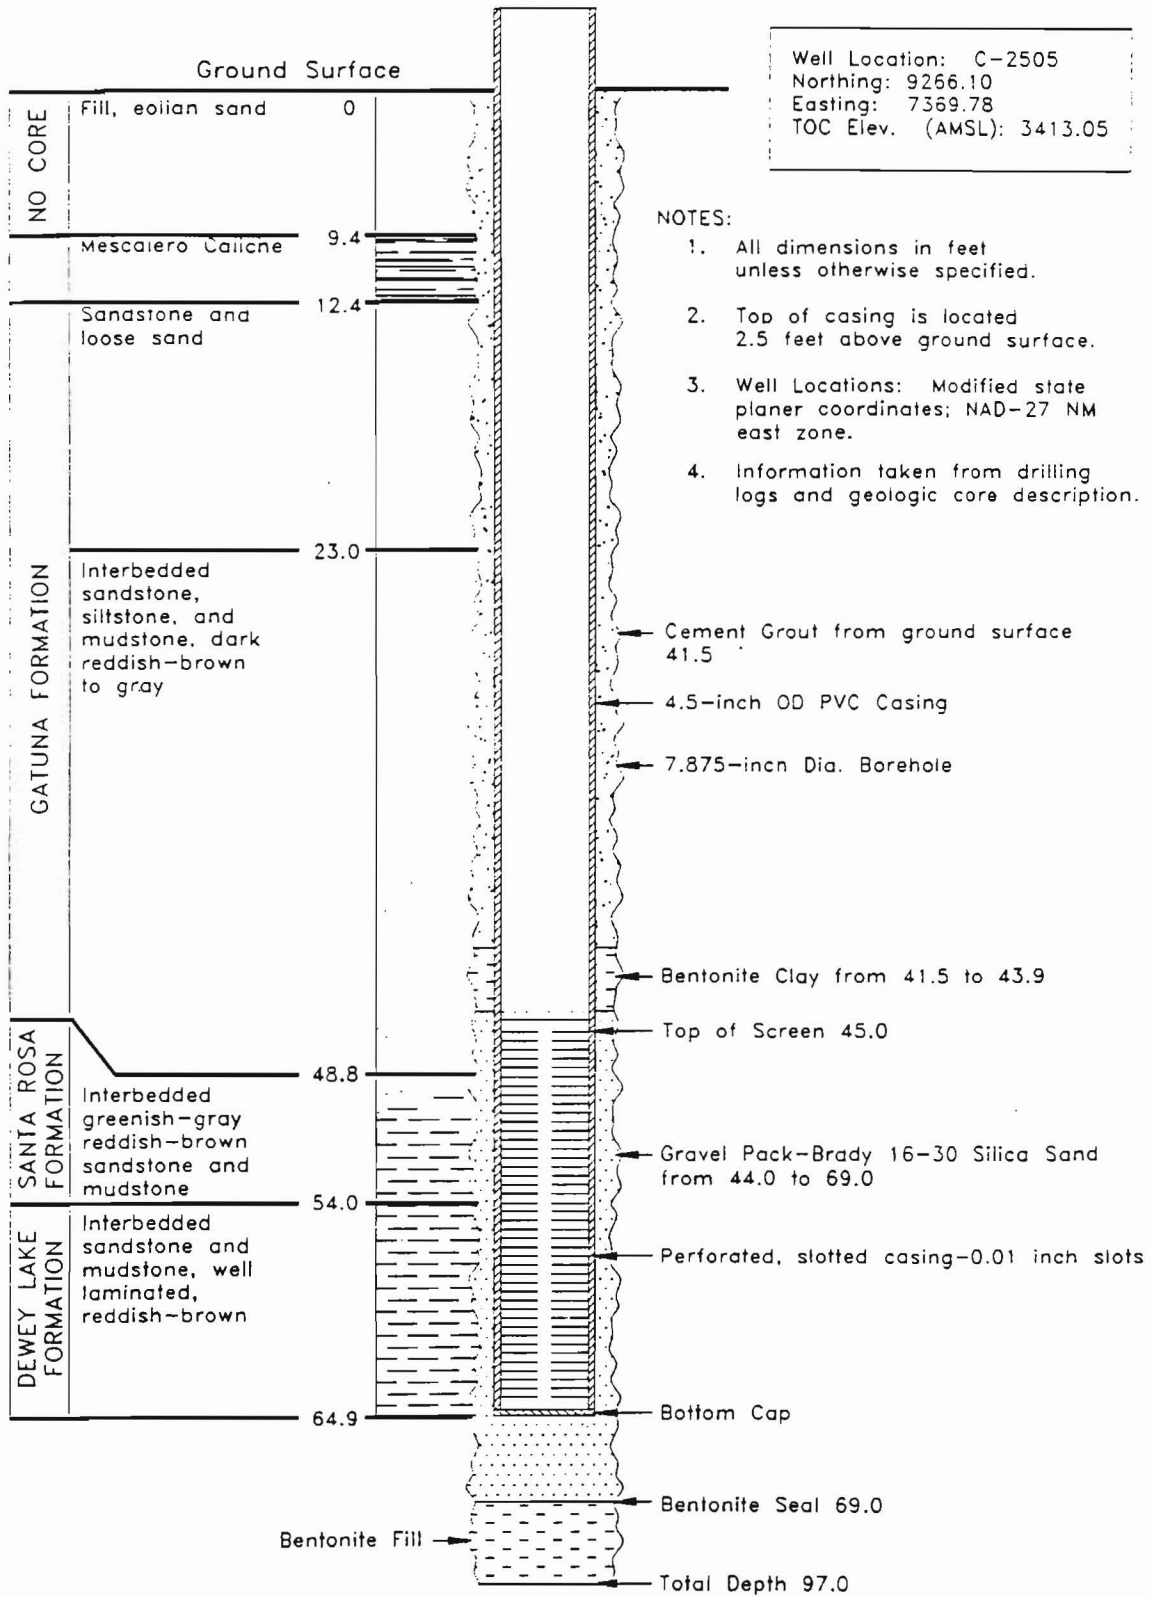 Ground Surface
Well Location: C-2505
Northing: 9266.10
Easting: 7369.78
TOC Elev. (AMSL): 3413.05
NO CORE
Fill, eolian sand 0
Mescalero Caliche 9.4
12.4
Sandstone and
loose sand
NOTES:
1. All dimensions in feet
unless otherwise specified.
2. Top of casing is located
2.5 feet above ground surface.
3. Well Locations: Modified state
planer coordinates; NAD-27 NM
east zone.
4. Information taken from drilling
logs and geologic core description.
GATUNA FORMATION
23.0
Interbedded
sandstone,
siltstone, and
mudstone, dark
reddish-brown
to gray
Cement Grout from ground surface
41.5
4.5-inch OD PVC Casing
7.875-inch Dia. Borehole
Bentonite Clay from 41.5 to 43.9
Top of Screen 45.0
SANTA ROSA
FORMATION
48.8
Interbedded
greenish-gray
reddish-brown
sandstone and
mudstone
Gravel Pack-Brady 16-30 Silica Sand
from 44.0 to 69.0
54.0
DEWEY LAKE
FORMATION
Interbedded
sandstone and
mudstone, well
laminated,
reddish-brown
Perforated, slotted casing-0.01 inch slots
64.9
Bottom Cap
Bentonite Seal 69.0
Bentonite Fill
Total Depth 97.0